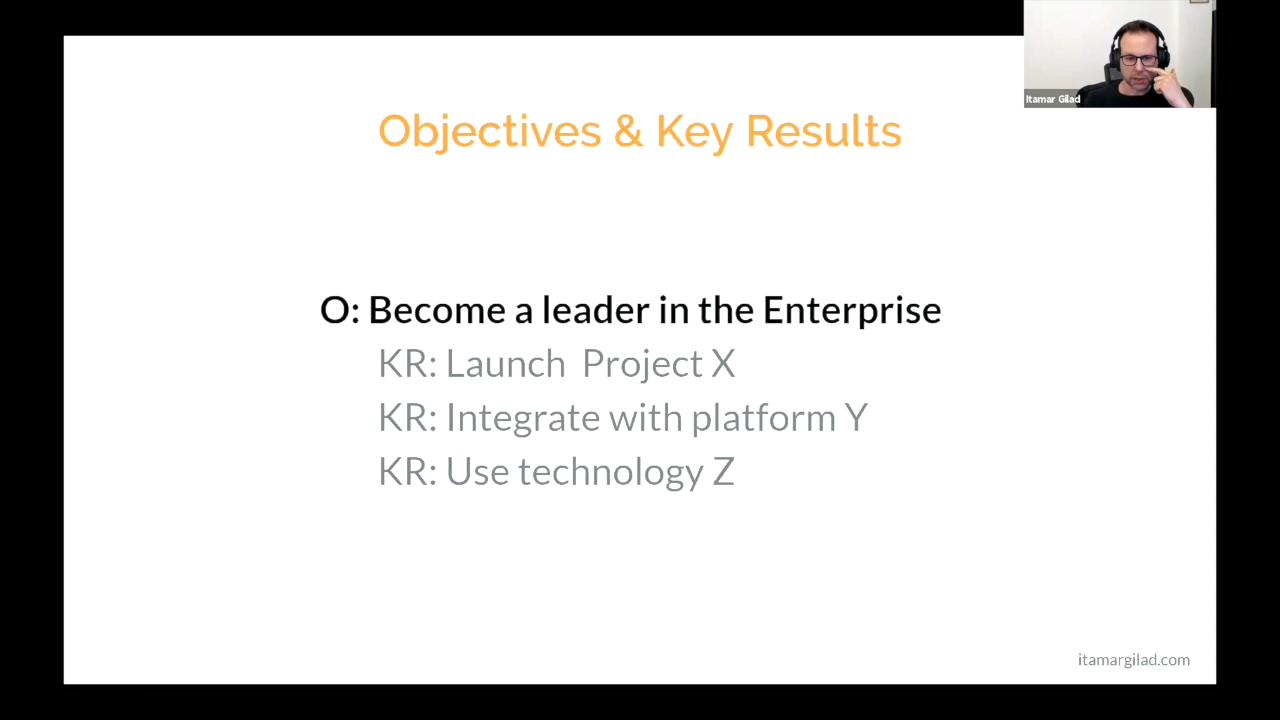 Itamar Gilad
Objectives & Key Results
O: Become a leader in the Enterprise
KR: Launch  Project X
KR: Integrate with platform Y
KR: Use technology Z
itamargilad.com